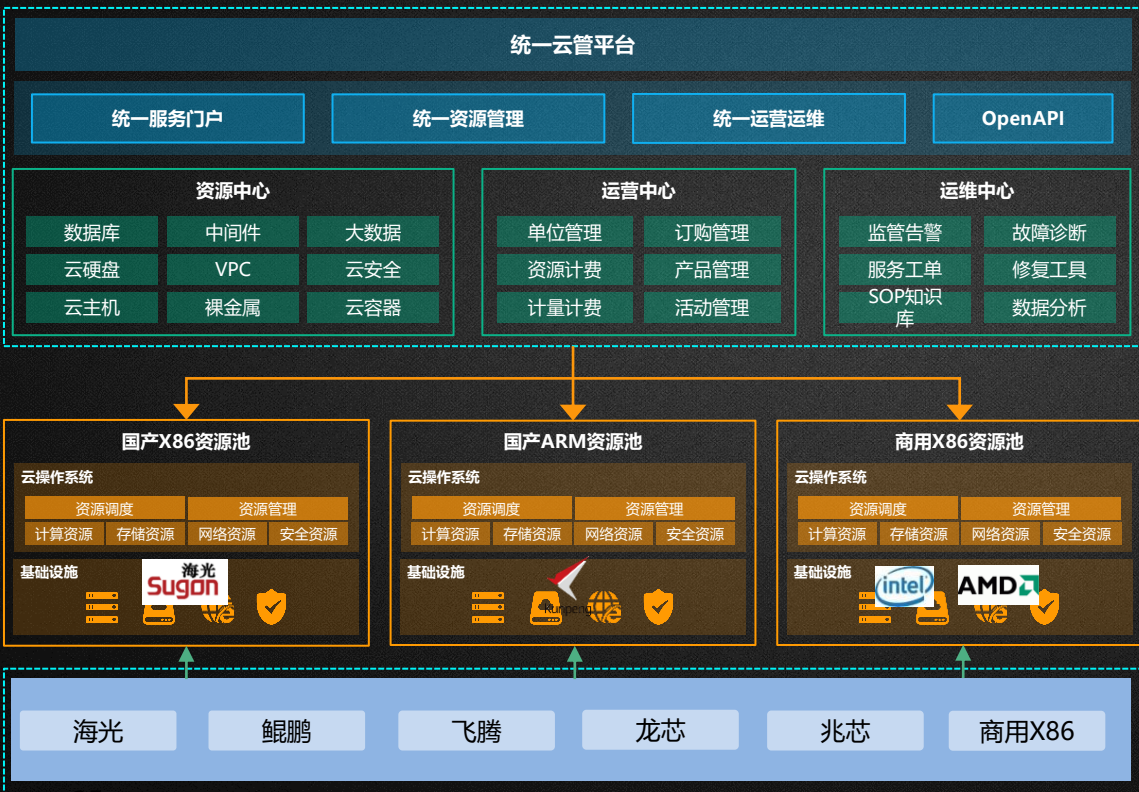 统一云管平台
统一服务门户
统一资源管理
统一运营运维
OpenAPI
资源中心
数据库
中间件
大数据
云硬盘
VPC
云安全
云主机
裸金属
云容器
运营中心
单位管理
订购管理
资源计费
产品管理
计量计费
活动管理
运维中心
监管告警
故障诊断
服务工单
修复工具
SOP知识
库
数据分析
国产X86资源池
云操作系统
资源调度
资源管理
计算资源
存储资源
网络资源
安全资源
基础设施
海光
Sugon
国产ARM资源池
云操作系统
资源调度
资源管理
计算资源
存储资源
网络资源
安全资源
基础设施
Kunpeng
商用X86资源池
云操作系统
资源调度
资源管理
计算资源
存储资源
网络资源
安全资源
基础设施
intel
AMD
海光
鲲鹏
飞腾
龙芯
兆芯
商用X86